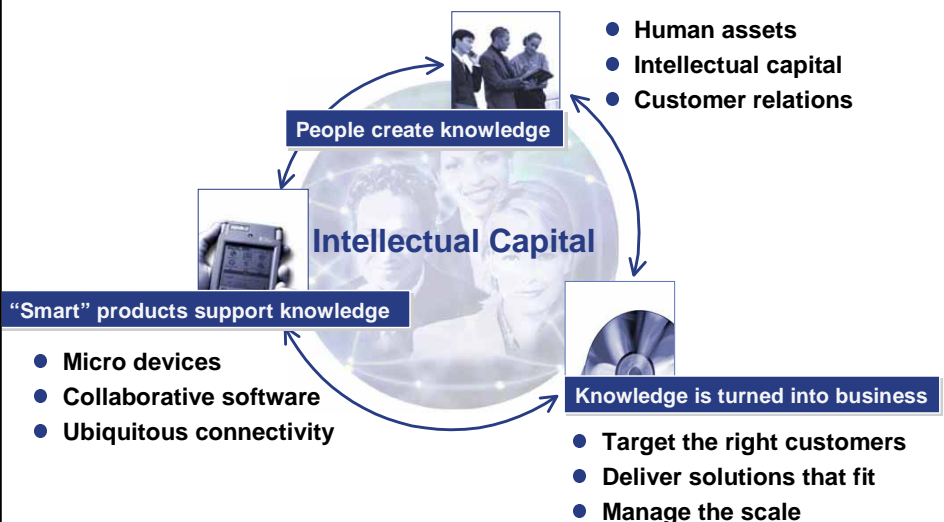 Human assets
Intellectual capital
Customer relations
People create knowledge
Intellectual Capital
“Smart” products support knowledge
Micro devices
Collaborative software
Ubiquitous connectivity
Knowledge is turned into business
Target the right customers
Deliver solutions that fit
Manage the scale